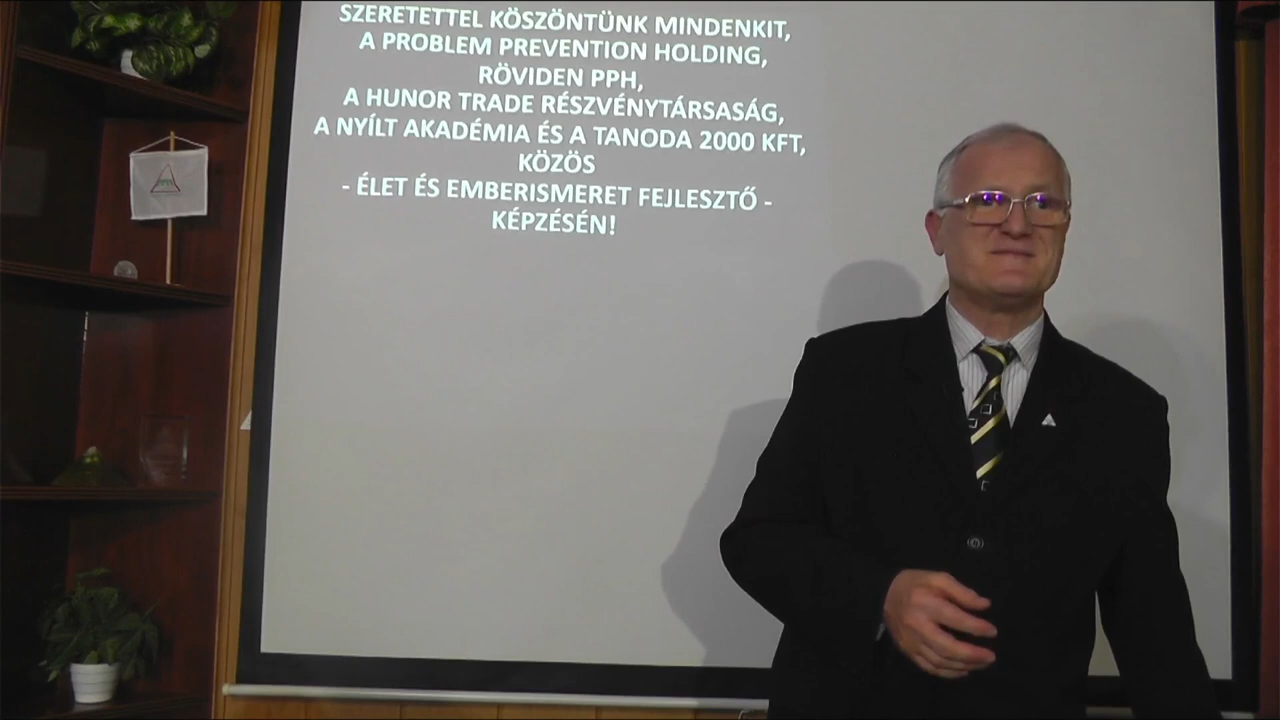 SZERETETTEL KÖSZÖNTÜNK MINDENKIT,
A PROBLEM PREVENTION HOLDING,
RÖVIDEN PPH,
A HUNOR TRADE RÉSZVÉNYTÁRSASÁG,
A NYÍLT AKADÉMIA ÉS A TANODA 2000 KFT,
KÖZÖS
- ÉLET ÉS EMBERISMERET FEJLESZTŐ -
KÉPZÉSÉN!